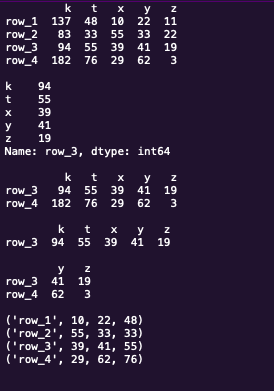 k t x y z
row_1 137 48 10 22 11
row_2 83 33 55 33 22
row_3 94 55 39 41 19
row_4 182 76 29 62 3
k 94
t 55
x 39
y 41
z 19
Name: row_3, dtype: int64
k t x y z
row_3 94 55 39 41 19
row_4 182 76 29 62 3
k t x y z
row_3 94 55 39 41 19
y z
row_3 41 19
row_4 62 3
('row_1', 10, 22, 48)
('row_2', 55, 33, 33)
('row_3', 39, 41, 55)
('row_4', 29, 62, 76)